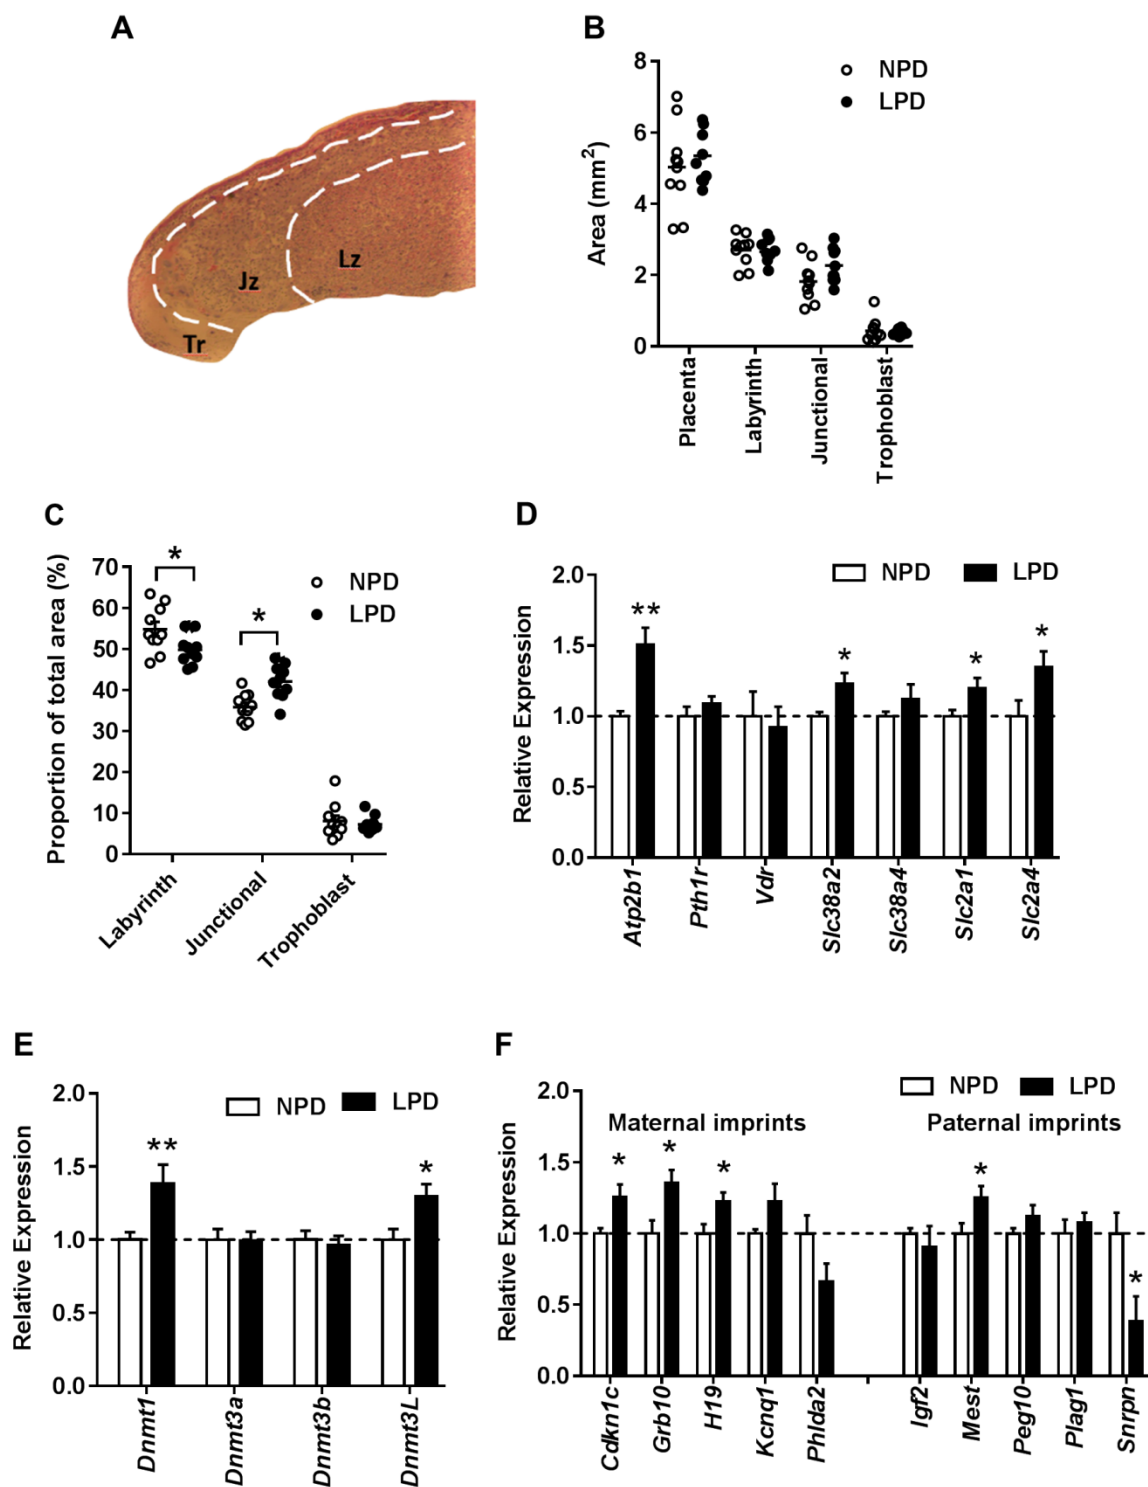 A
Jz
Lz
Tr
B
NPD
LPD
Area (mm²)
8
6
4
2
0
Placenta
Labyrinth
Junctional
Trophoblast
C
NPD
LPD
Proportion of total area (%)
70
60
50
40
30
20
10
0
*
*
Labyrinth
Junctional
Trophoblast
D
NPD
LPD
Relative Expression
2.0
1.5
1.0
0.5
0.0
**
*
*
*
Atp2b1
Pth1r
Vdr
Slc38a2
Slc38a4
Slc2a1
Slc2a4
E
NPD
LPD
Relative Expression
2.0
1.5
1.0
0.5
0.0
**
*
Dnmt1
Dnmt3a
Dnmt3b
Dnmt3L
F
NPD
LPD
Maternal imprints
Paternal imprints
Relative Expression
2.0
1.5
1.0
0.5
0.0
*
*
*
*
*
Cdkn1c
Grb10
H19
Kcnq1
Phlda2
Igf2
Mest
Peg10
Plag1
Snrpn